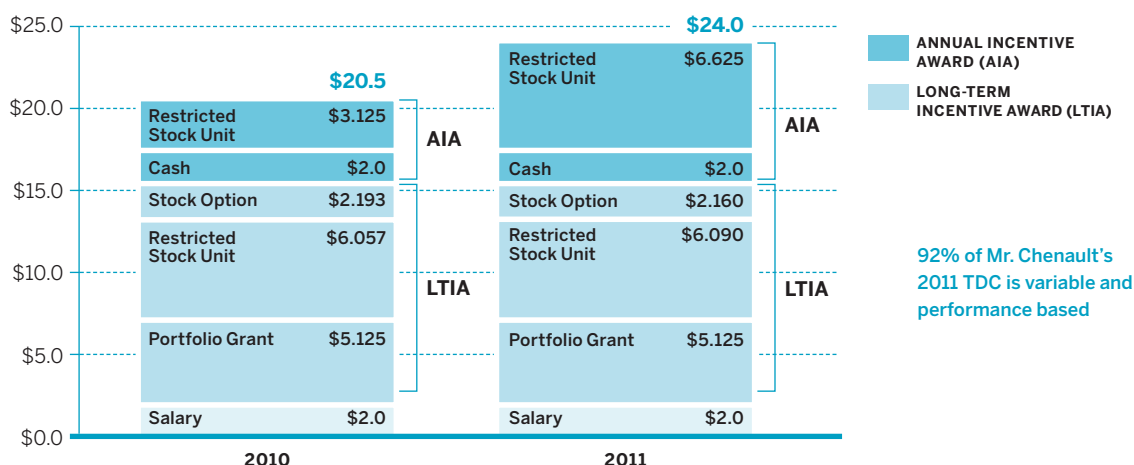 $25.0
$20.0
$15.0
$10.0
$5.0
$0.0
$20.5
Restricted $3.125
Stock Unit
Cash $2.0
AIA
Stock Option $2.193
Restricted $6.057
Stock Unit
Portfolio Grant $5.125
LTIA
Salary $2.0
2010
$24.0
Restricted $6.625
Stock Unit
Cash $2.0
AIA
Stock Option $2.160
Restricted $6.090
Stock Unit
Portfolio Grant $5.125
LTIA
Salary $2.0
2011
ANNUAL INCENTIVE
AWARD (AIA)
LONG-TERM
INCENTIVE AWARD (LTIA)
92% of Mr. Chenault’s
2011 TDC is variable and
performance based